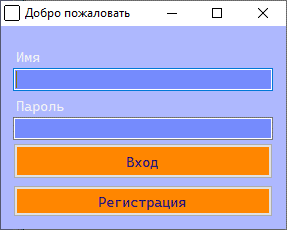 Добро пожаловать
Имя
Пароль
Вход
Регистрация